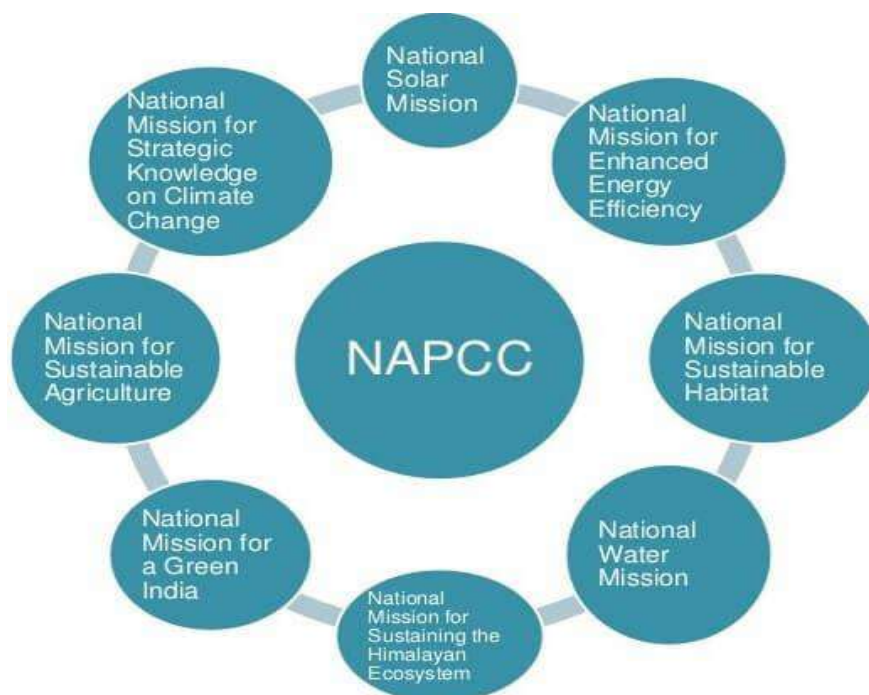 National
Solar
Mission
National
Mission for
Enhanced
Energy
Efficiency
National
Mission for
Sustainable
Habitat
National
Water
Mission
National
Mission for
Sustaining the
Himalayan
Ecosystem
National
Mission for
a Green
India
National
Mission for
Sustainable
Agriculture
National
Mission for
Strategic
Knowledge
on Climate
Change
NAPCC